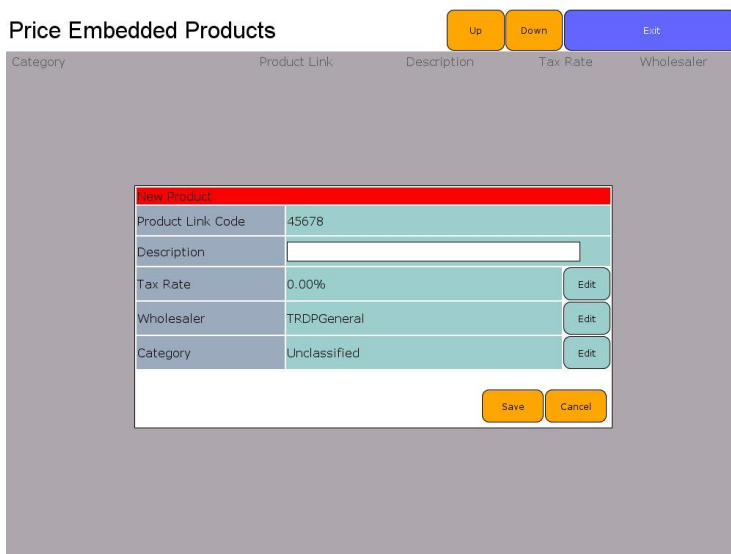 Price Embedded Products Up Down Exit
Category Product Link Description Tax Rate Wholesaler
New Product
Product Link Code 45678
Description
Tax Rate 0.00% Edit
Wholesaler TRDPGeneral Edit
Category Unclassified Edit
Save Cancel